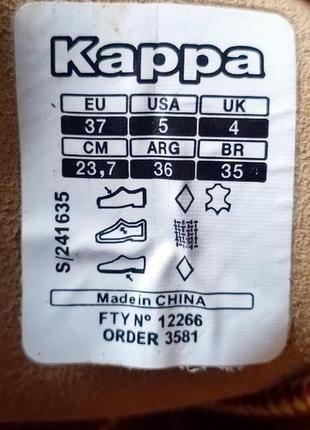 Kappa
EU USA UK
37 5 4
CM ARG BR
23,7 36 35
S/241635
Made in CHINA
FTY Nº 12266
ORDER 3581